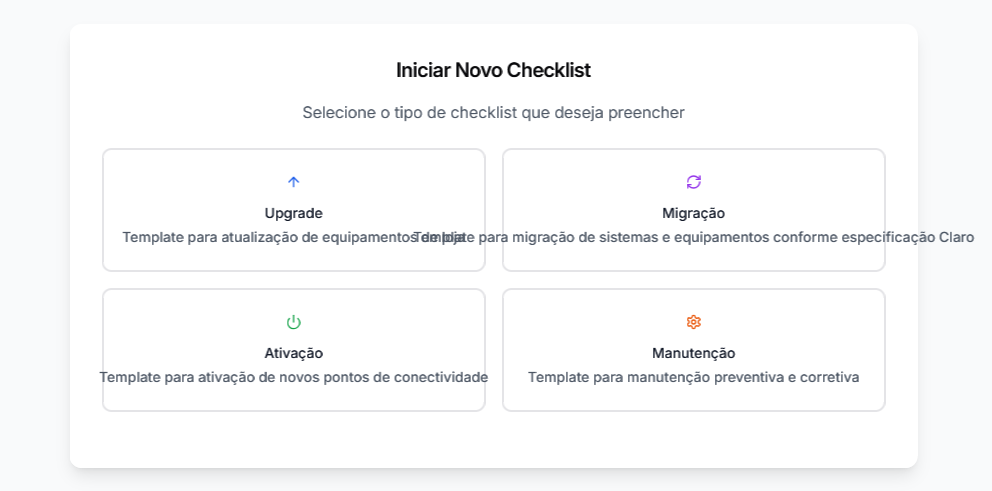 Iniciar Novo Checklist
Selecione o tipo de checklist que deseja preencher
Upgrade
Template para atualização de equipamentos de loja
Migração
Template para migração de sistemas e equipamentos conforme especificação Claro
Ativação
Template para ativação de novos pontos de conectividade
Manutenção
Template para manutenção preventiva e corretiva